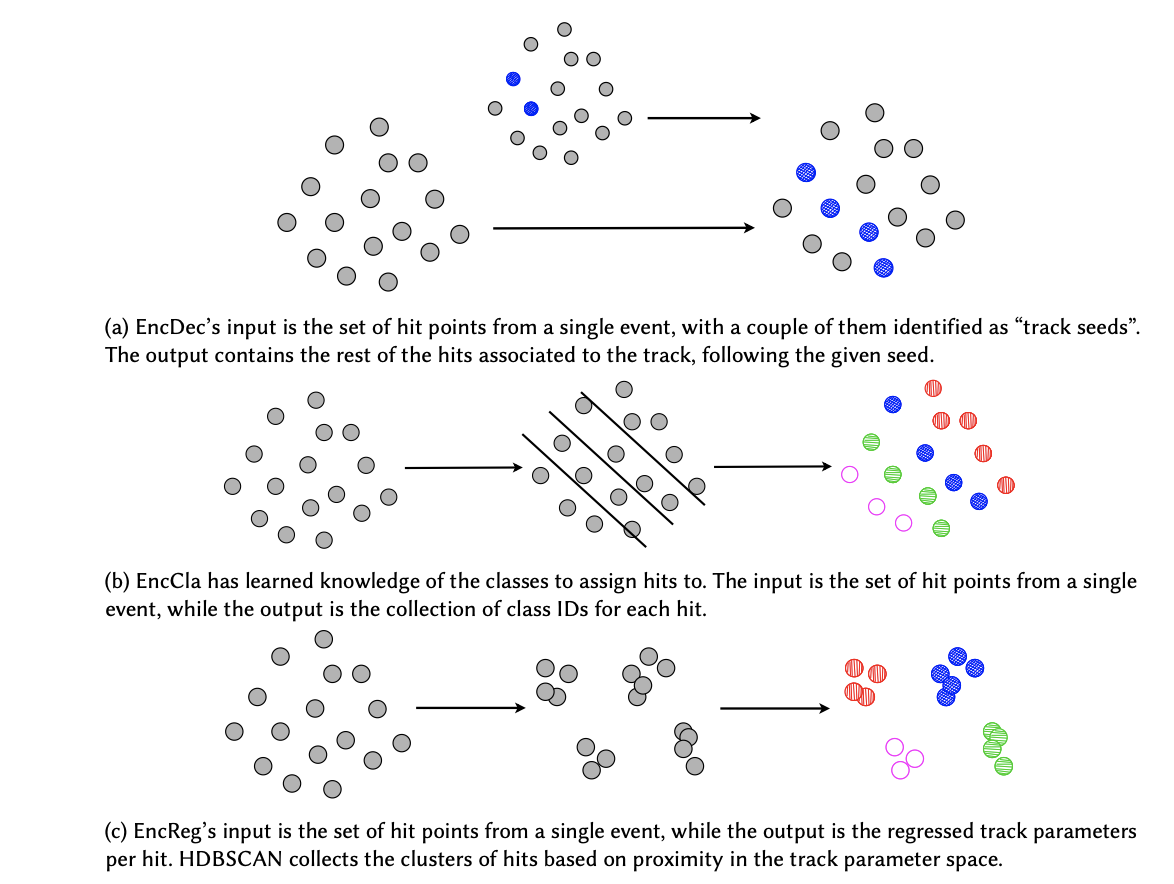 (a) EncDec’s input is the set of hit points from a single event, with a couple of them identified as “track seeds”.
The output contains the rest of the hits associated to the track, following the given seed.
(b) EncCla has learned knowledge of the classes to assign hits to. The input is the set of hit points from a single
event, while the output is the collection of class IDs for each hit.
(c) EncReg’s input is the set of hit points from a single event, while the output is the regressed track parameters
per hit. HDBSCAN collects the clusters of hits based on proximity in the track parameter space.